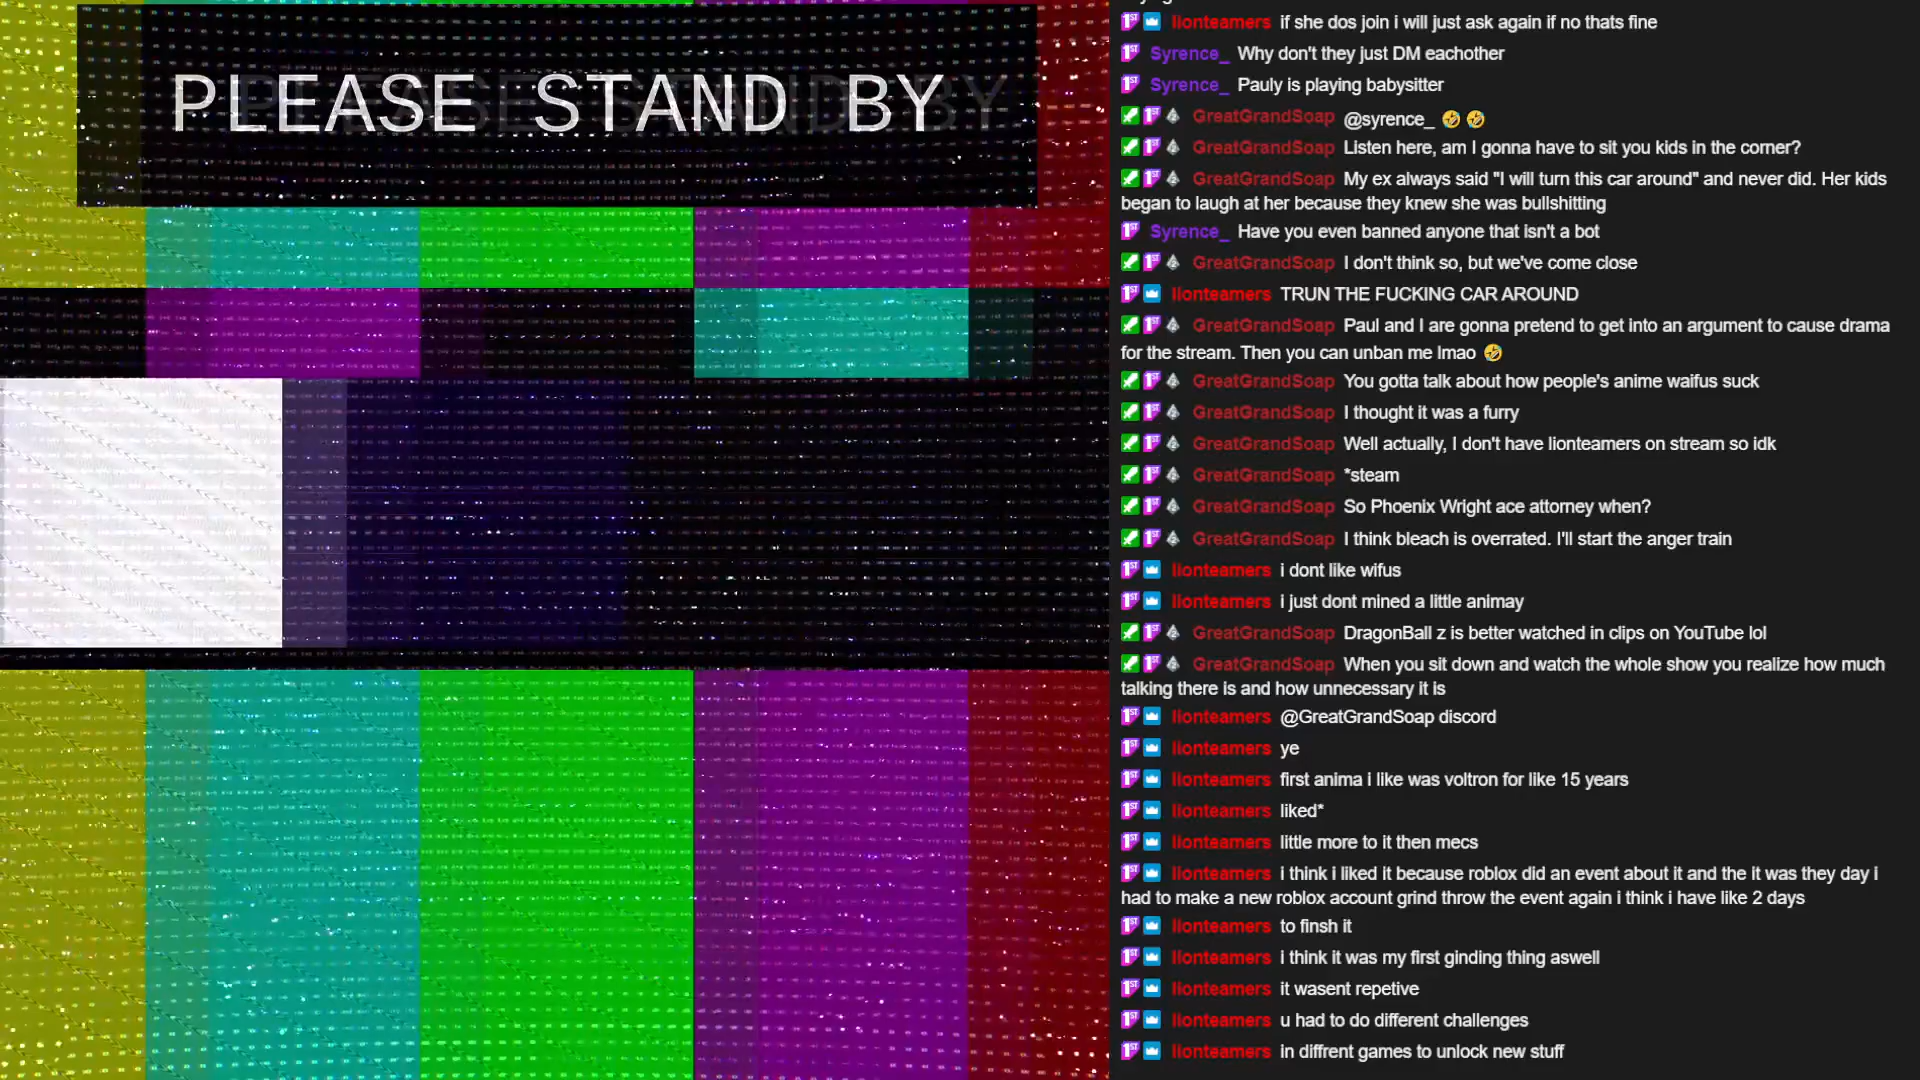 PLEASE STAND BY
lionteamers if she dos join i will just ask again if no thats fine
Syrence_ Why don't they just DM eachother
Syrence_ Pauly is playing babysitter
GreatGrandSoap @syrence_ 🤣 🤣
GreatGrandSoap Listen here, am I gonna have to sit you kids in the corner?
GreatGrandSoap My ex always said "I will turn this car around" and never did. Her kids
began to laugh at her because they knew she was bullshitting
Syrence_ Have you even banned anyone that isn't a bot
GreatGrandSoap I don't think so, but we've come close
lionteamers TRUN THE FUCKING CAR AROUND
GreatGrandSoap Paul and I are gonna pretend to get into an argument to cause drama
for the stream. Then you can unban me lmao 🤣
GreatGrandSoap You gotta talk about how people's anime waifus suck
GreatGrandSoap I thought it was a furry
GreatGrandSoap Well actually, I don't have lionteamers on stream so idk
GreatGrandSoap *steam
GreatGrandSoap So Phoenix Wright ace attorney when?
GreatGrandSoap I think bleach is overrated. I'll start the anger train
lionteamers i dont like wifus
lionteamers i just dont mined a little animay
GreatGrandSoap DragonBall z is better watched in clips on YouTube lol
GreatGrandSoap When you sit down and watch the whole show you realize how much
talking there is and how unnecessary it is
lionteamers @GreatGrandSoap discord
lionteamers ye
lionteamers first anima i like was voltron for like 15 years
lionteamers liked*
lionteamers little more to it then mecs
lionteamers i think i liked it because roblox did an event about it and the it was they day i
had to make a new roblox account grind throw the event again i think i have like 2 days
lionteamers to finsh it
lionteamers i think it was my first ginding thing aswell
lionteamers it wasent repetive
lionteamers u had to do different challenges
lionteamers in diffrent games to unlock new stuff